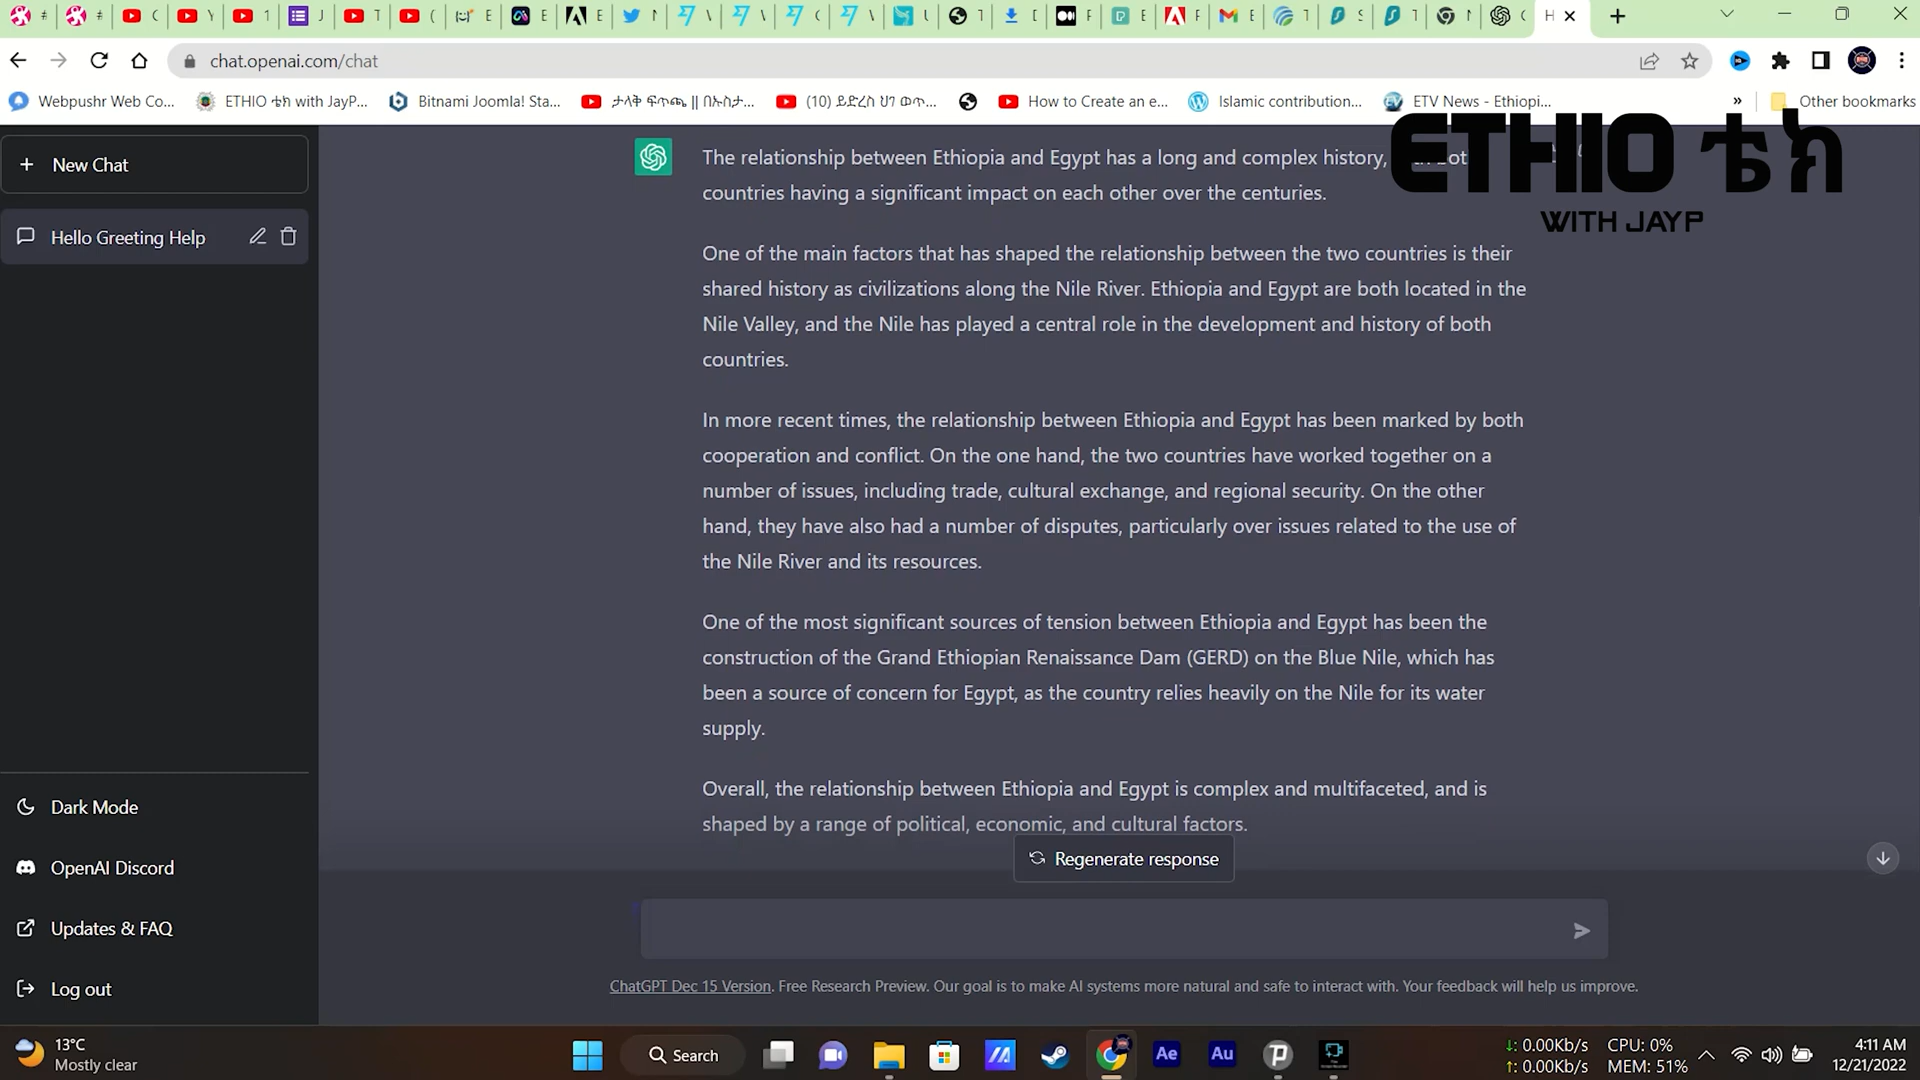 chat.openai.com/chat
Webpushr Web Co...
ETHIO ቴክ with JayP...
Bitnami Joomla! Sta...
ታላቅ ፍጥጫ || በኡስታ...
(10) ይድረስ ህገ ወጥ...
How to Create an e...
Islamic contribution...
ETV News - Ethiopi...
»
Other bookmarks
ETHIO ቴክ
WITH JAYP
+ New Chat
Hello Greeting Help
The relationship between Ethiopia and Egypt has a long and complex history,
countries having a significant impact on each other over the centuries.
One of the main factors that has shaped the relationship between the two countries is their
shared history as civilizations along the Nile River. Ethiopia and Egypt are both located in the
Nile Valley, and the Nile has played a central role in the development and history of both
countries.
In more recent times, the relationship between Ethiopia and Egypt has been marked by both
cooperation and conflict. On the one hand, the two countries have worked together on a
number of issues, including trade, cultural exchange, and regional security. On the other
hand, they have also had a number of disputes, particularly over issues related to the use of
the Nile River and its resources.
One of the most significant sources of tension between Ethiopia and Egypt has been the
construction of the Grand Ethiopian Renaissance Dam (GERD) on the Blue Nile, which has
been a source of concern for Egypt, as the country relies heavily on the Nile for its water
supply.
Overall, the relationship between Ethiopia and Egypt is complex and multifaceted, and is
shaped by a range of political, economic, and cultural factors.
Regenerate response
Dark Mode
OpenAI Discord
Updates & FAQ
Log out
ChatGPT Dec 15 Version. Free Research Preview. Our goal is to make AI systems more natural and safe to interact with. Your feedback will help us improve.
13°C
Mostly clear
Search
Ae
Au
↓: 0.00Kb/s
↑: 0.00Kb/s
CPU: 0%
MEM: 51%
4:11 AM
12/21/2022